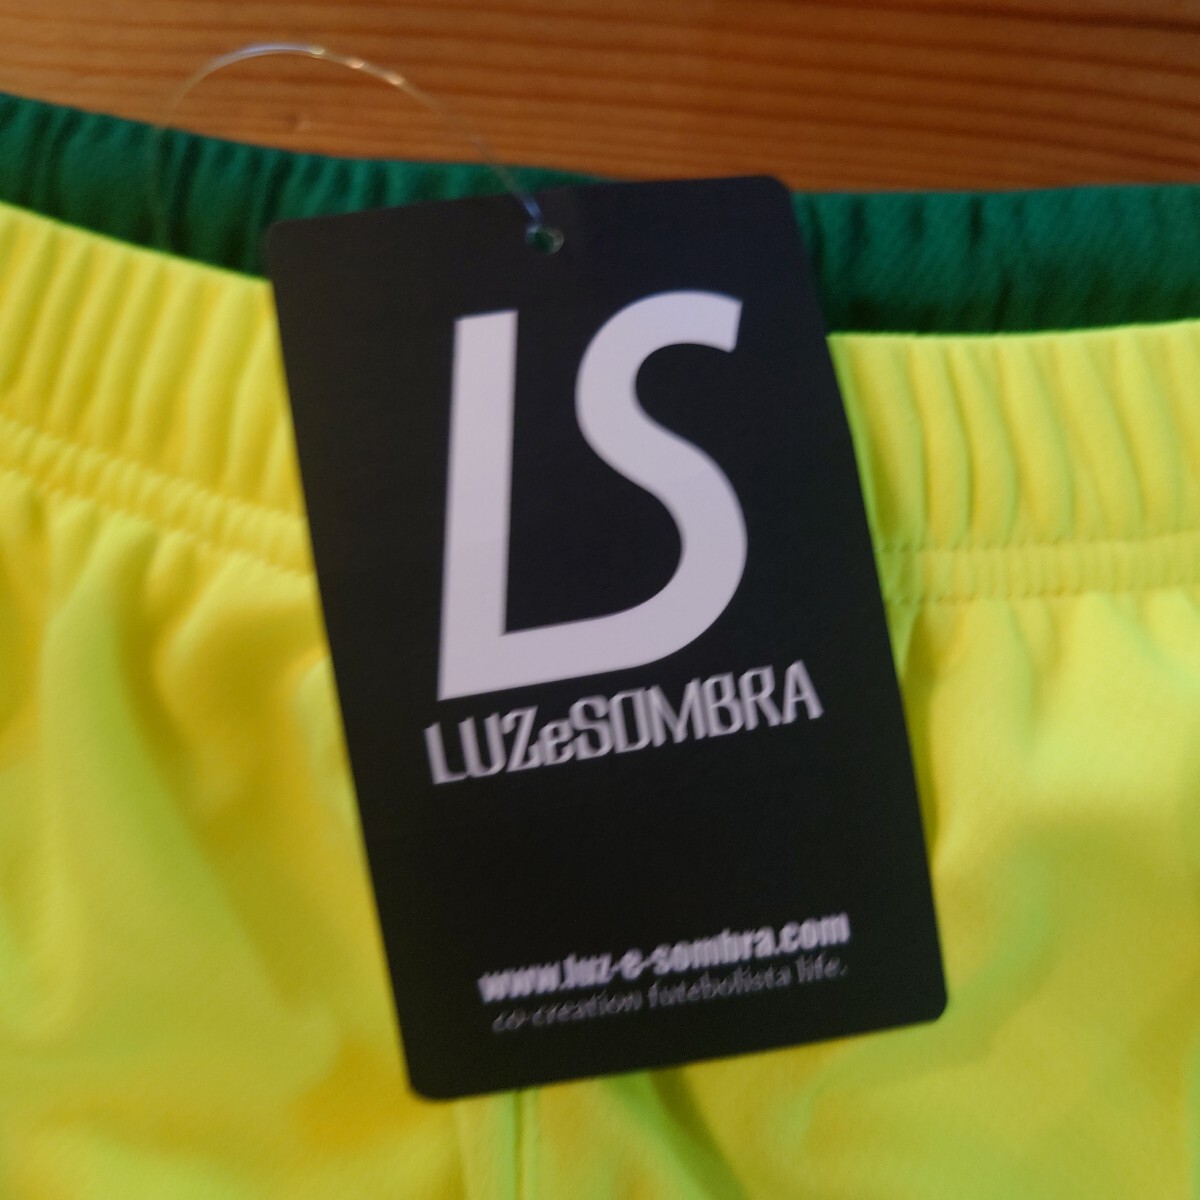 LS
LUZeSOMBRA
www.luz-e-sombra.com
co-creation futebolista life.